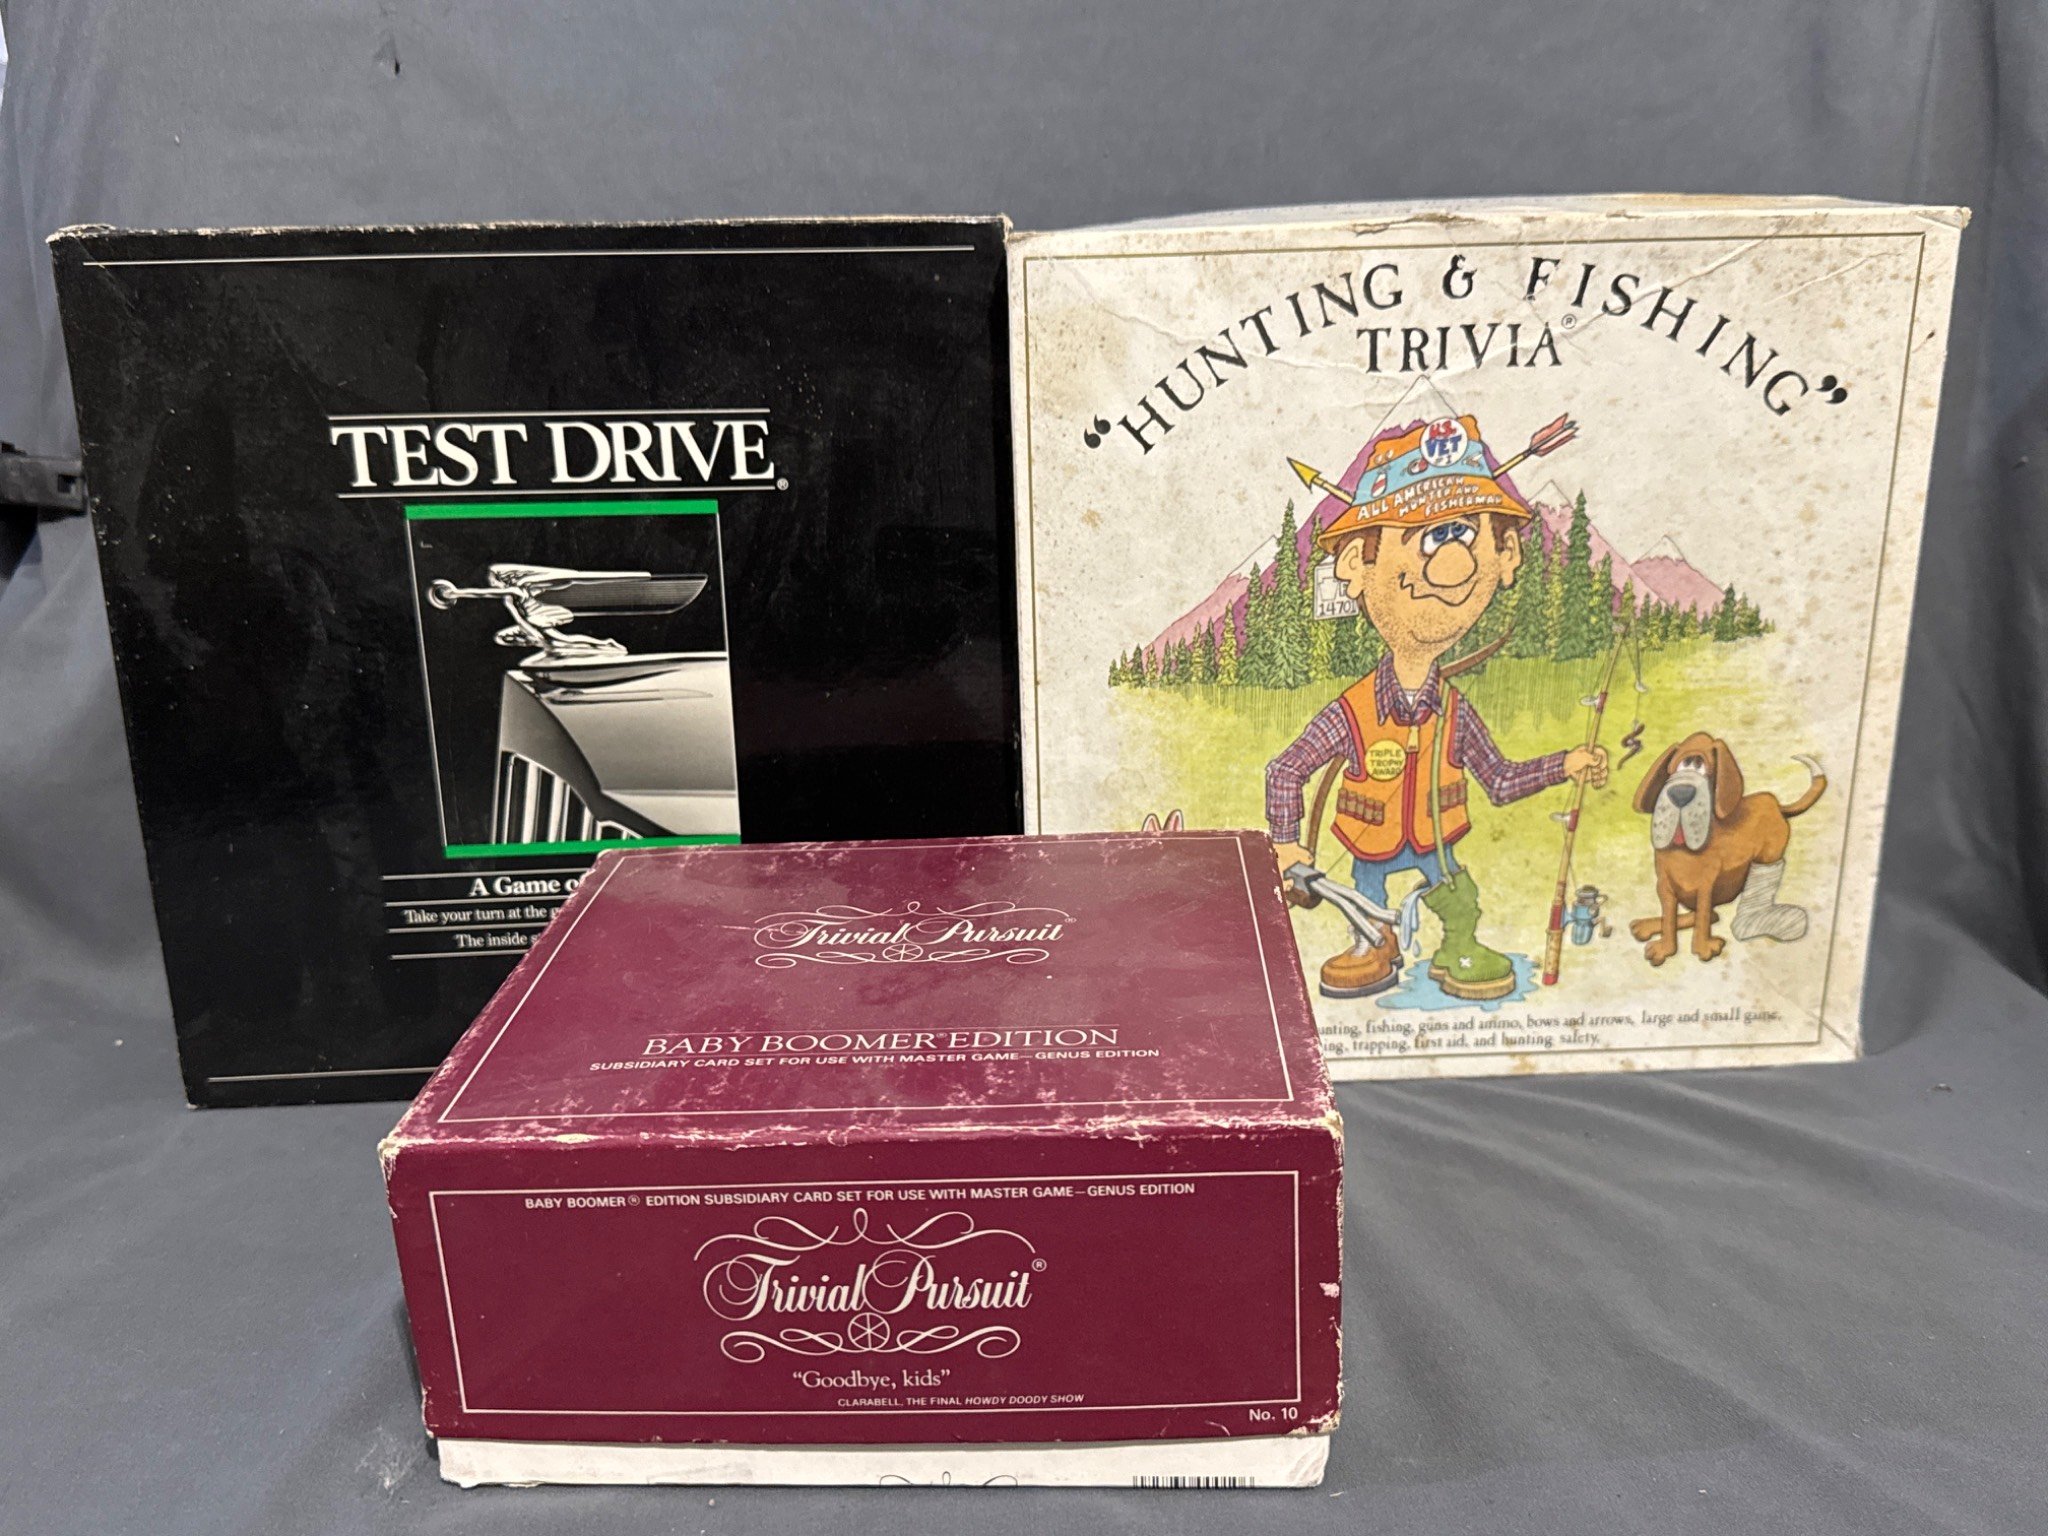 TEST DRIVE®
A Game of
Take your turn at the
The inside
"HUNTING & FISHING"
TRIVIA®
U.S.
VET
#1
ALL AMERICAN
HUNTER AND
FISHERMAN
14701
TRIPLE
TROPHY
AWARD
fishing, guns and ammo, bows and arrows, large and small game,
trapping, first aid, and hunting safety.
Trivial Pursuit®
BABY BOOMER® EDITION
SUBSIDIARY CARD SET FOR USE WITH MASTER GAME—GENUS EDITION
BABY BOOMER® EDITION SUBSIDIARY CARD SET FOR USE WITH MASTER GAME—GENUS EDITION
Trivial Pursuit®
"Goodbye, kids"
CLARABELL, THE FINAL HOWDY DOODY SHOW
No. 10